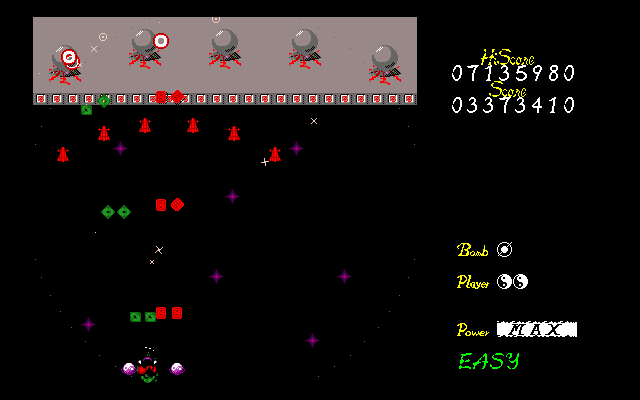 HiScore
07135980
Score
03373410
Bomb
Player
Power MAX
EASY